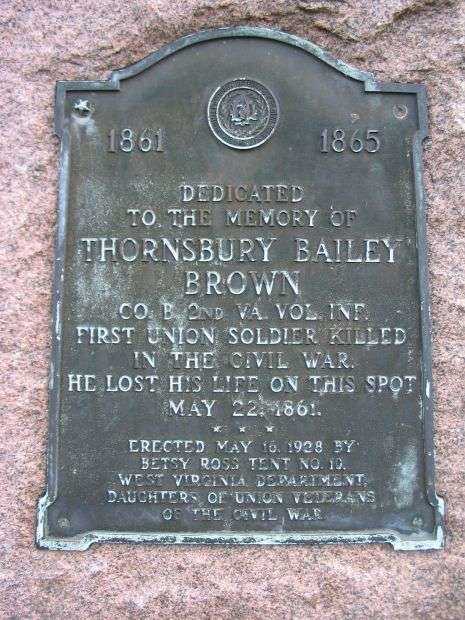 1861 1865
DEDICATED
TO THE MEMORY OF
THORNSBURY BAILEY
BROWN
CO. B. 2ND VA. VOL. INF.
FIRST UNION SOLDIER KILLED
IN THE CIVIL WAR.
HE LOST HIS LIFE ON THIS SPOT
MAY 22, 1861.
ERECTED MAY 16, 1928 BY
BETSY ROSS TENT NO. 10,
WEST VIRGINIA DEPARTMENT,
DAUGHTERS OF UNION VETERANS
OF THE CIVIL WAR